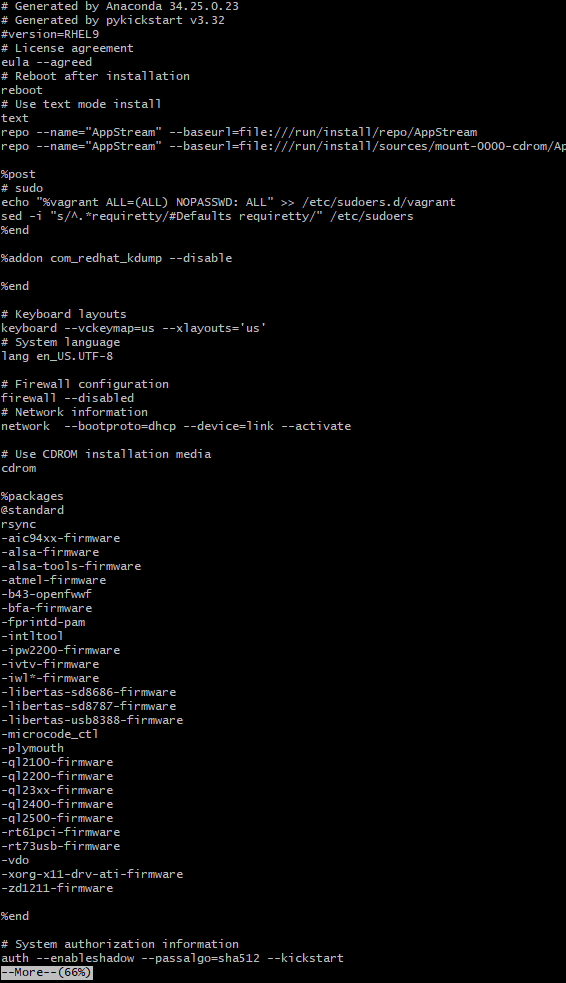 # Generated by Anaconda 34.25.0.23
# Generated by pykickstart v3.32
#version=RHEL9
# License agreement
eula --agreed
# Reboot after installation
reboot
# Use text mode install
text
repo --name="AppStream" --baseurl=file:///run/install/repo/AppStream
repo --name="AppStream" --baseurl=file:///run/install/sources/mount-0000-cdrom/Ap

%post
# sudo
echo "%vagrant ALL=(ALL) NOPASSWD: ALL" >> /etc/sudoers.d/vagrant
sed -i "s/^.*requiretty/#Defaults requiretty/" /etc/sudoers
%end

%addon com_redhat_kdump --disable

%end

# Keyboard layouts
keyboard --vckeymap=us --xlayouts='us'
# System language
lang en_US.UTF-8

# Firewall configuration
firewall --disabled
# Network information
network  --bootproto=dhcp --device=link --activate

# Use CDROM installation media
cdrom

%packages
@standard
rsync
-aic94xx-firmware
-alsa-firmware
-alsa-tools-firmware
-atmel-firmware
-b43-openfwwf
-bfa-firmware
-fprintd-pam
-intltool
-ipw2200-firmware
-ivtv-firmware
-iwl*-firmware
-libertas-sd8686-firmware
-libertas-sd8787-firmware
-libertas-usb8388-firmware
-microcode_ctl
-plymouth
-ql2100-firmware
-ql2200-firmware
-ql23xx-firmware
-ql2400-firmware
-ql2500-firmware
-rt61pci-firmware
-rt73usb-firmware
-vdo
-xorg-x11-drv-ati-firmware
-zd1211-firmware

%end

# System authorization information
auth --enableshadow --passalgo=sha512 --kickstart
--More--(66%)